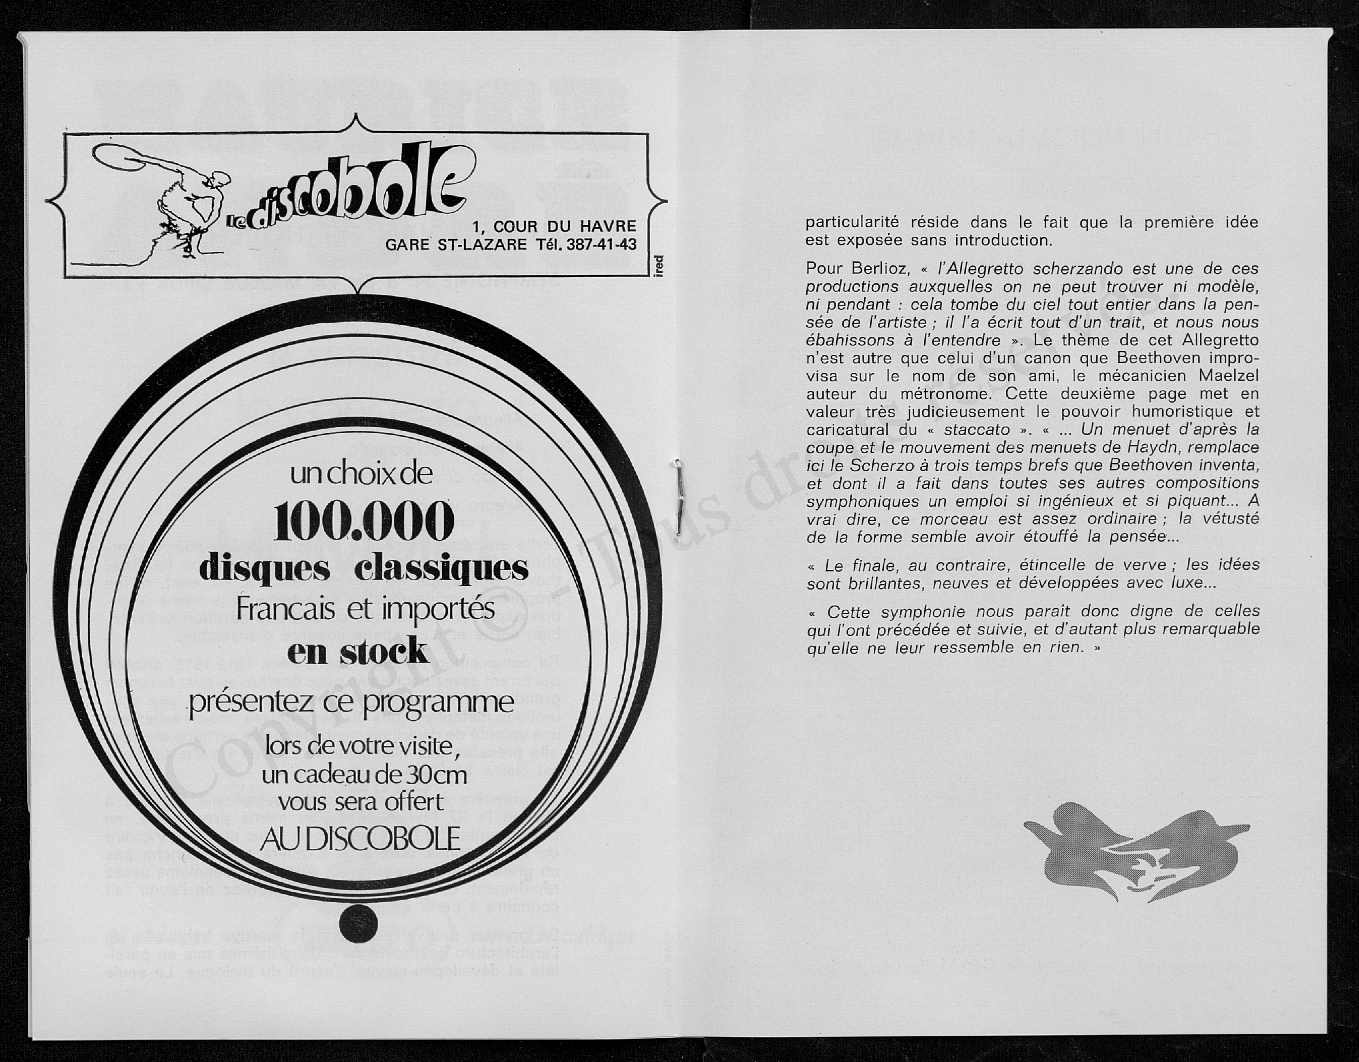 Le discobole
1, COUR DU HAVRE
GARE ST-LAZARE Tél. 387-41-43
ired
un choix de
100.000
disques classiques
Francais et importés
en stock
présentez ce programme
lors de votre visite,
un cadeau de 30cm
vous sera offert
AU DISCOBOLE
particularité réside dans le fait que la première idée
est exposée sans introduction.
Pour Berlioz, « l'Allegretto scherzando est une de ces
productions auxquelles on ne peut trouver ni modèle,
ni pendant : cela tombe du ciel tout entier dans la pen-
sée de l'artiste ; il l'a écrit tout d'un trait, et nous nous
ébahissons à l'entendre ». Le thème de cet Allegretto
n'est autre que celui d'un canon que Beethoven impro-
visa sur le nom de son ami, le mécanicien Maelzel
auteur du métronome. Cette deuxième page met en
valeur très judicieusement le pouvoir humoristique et
caricatural du « staccato ». « ... Un menuet d'après la
coupe et le mouvement des menuets de Haydn, remplace
ici le Scherzo à trois temps brefs que Beethoven inventa,
et dont il a fait dans toutes ses autres compositions
symphoniques un emploi si ingénieux et si piquant... A
vrai dire, ce morceau est assez ordinaire ; la vétusté
de la forme semble avoir étouffé la pensée...
« Le finale, au contraire, étincelle de verve ; les idées
sont brillantes, neuves et développées avec luxe...
« Cette symphonie nous paraît donc digne de celles
qui l'ont précédée et suivie, et d'autant plus remarquable
qu'elle ne leur ressemble en rien. »
Copyright © - Tous droits réservés